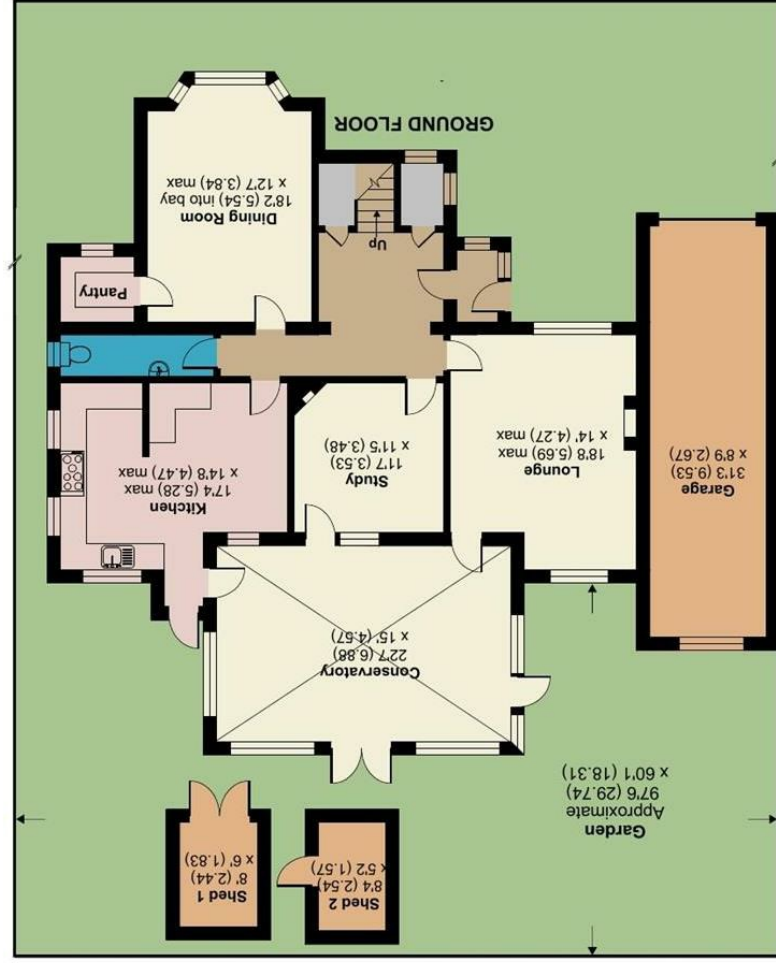 Garden
Approximate
97'6 (29.74)
x 60'1 (18.31)
Shed 2
8'4 (2.54)
x 5'2 (1.57)
Shed 1
8' (2.44)
x 6' (1.83)
Conservatory
22'7 (6.88)
x 15' (4.57)
Garage
31'3 (9.53)
x 8'9 (2.67)
Lounge
18'8 (5.69) max
x 14' (4.27) max
Study
11'7 (3.53)
x 11'5 (3.48)
Kitchen
17'4 (5.28) max
x 14'8 (4.47) max
Up
Pantry
Dining Room
18'2 (5.54) into bay
x 12'7 (3.84) max
GROUND FLOOR